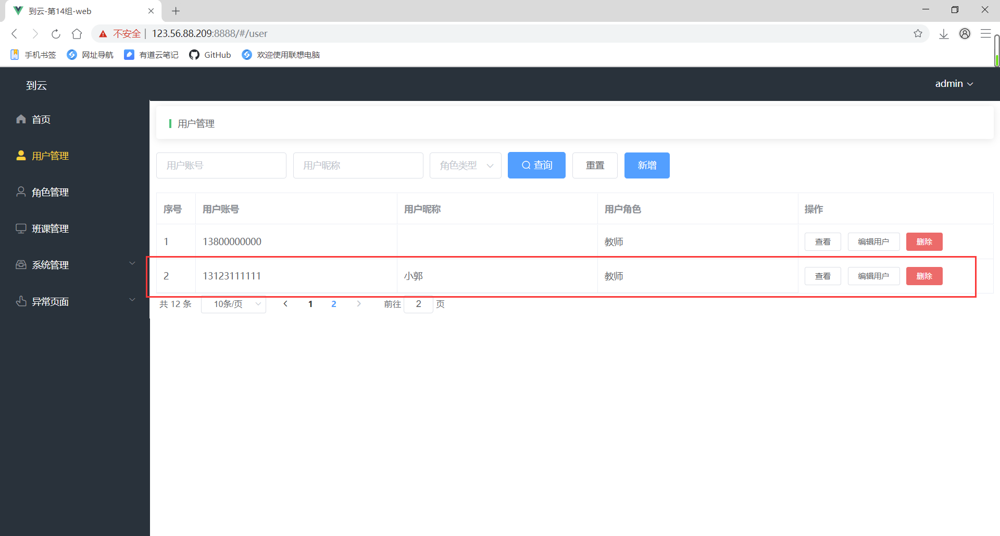 到云-第14组-web
不安全 | 123.56.88.209:8888/#/user
手机书签 网址导航 有道云笔记 GitHub 欢迎使用联想电脑
到云 admin
首页
用户管理
角色管理
班课管理
系统管理
异常页面
用户管理
用户账号 用户昵称 角色类型 查询 重置 新增
序号 用户账号 用户昵称 用户角色 操作
1 13800000000 教师 查看 编辑用户 删除
2 13123111111 小郭 教师 查看 编辑用户 删除
共 12 条 10条/页 1 2 前往 2 页